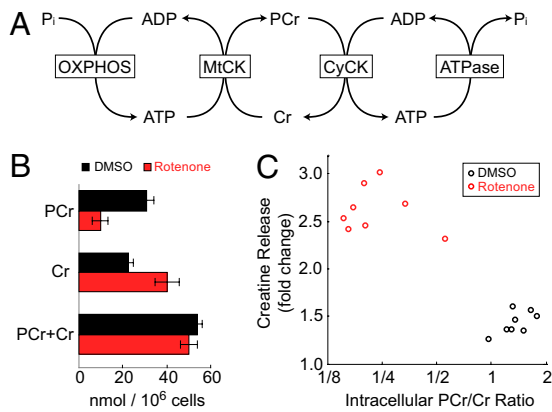 A
Pi ADP PCr ADP Pi
OXPHOS MtCK CyCK ATPase
ATP Cr ATP
B
DMSO Rotenone
PCr
Cr
PCr+Cr
0 20 40 60
nmol / 10⁶ cells
C
DMSO
Rotenone
Creatine Release
(fold change)
3.0
2.5
2.0
1.5
1.0
1/8 1/4 1/2 1 2
Intracellular PCr/Cr Ratio